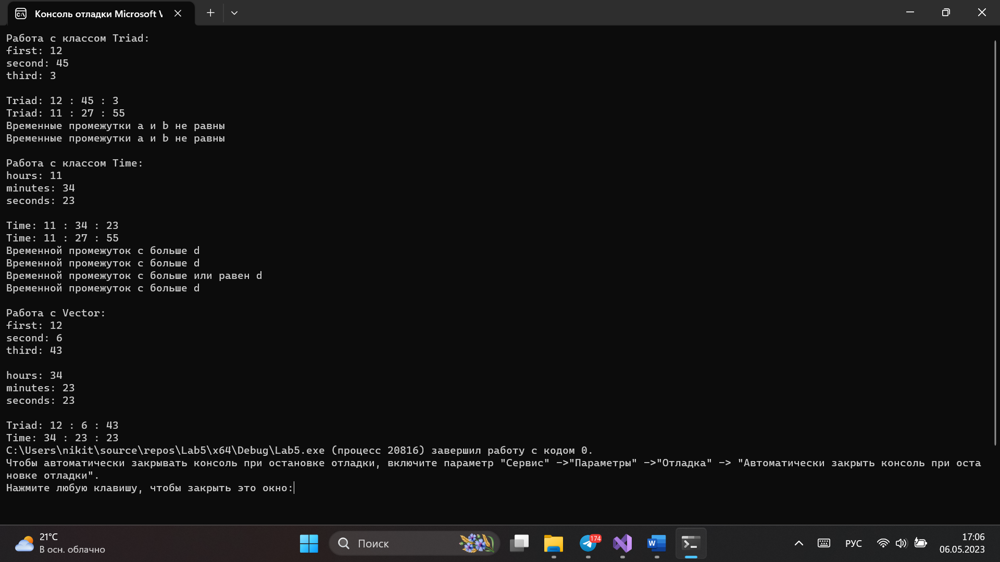 Консоль отладки Microsoft V
Работа с классом Triad:
first: 12
second: 45
third: 3
Triad: 12 : 45 : 3
Triad: 11 : 27 : 55
Временные промежутки a и b не равны
Временные промежутки a и b не равны
Работа с классом Time:
hours: 11
minutes: 34
seconds: 23
Time: 11 : 34 : 23
Time: 11 : 27 : 55
Временной промежуток c больше d
Временной промежуток c больше d
Временной промежуток c больше или равен d
Временной промежуток c больше d
Работа с Vector:
first: 12
second: 6
third: 43
hours: 34
minutes: 23
seconds: 23
Triad: 12 : 6 : 43
Time: 34 : 23 : 23
C:\Users\nikit\source\repos\Lab5\x64\Debug\Lab5.exe (процесс 20816) завершил работу с кодом 0.
Чтобы автоматически закрывать консоль при остановке отладки, включите параметр "Сервис" ->"Параметры" ->"Отладка" -> "Автоматически закрыть консоль при оста
новке отладки".
Нажмите любую клавишу, чтобы закрыть это окно:
21°C
В осн. облачно
Поиск
174
W
РУС
17:06
06.05.2023